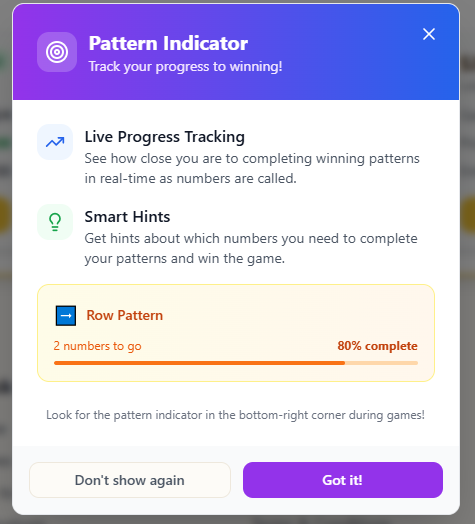 Pattern Indicator
Track your progress to winning!
Live Progress Tracking
See how close you are to completing winning patterns
in real-time as numbers are called.
Smart Hints
Get hints about which numbers you need to complete
your patterns and win the game.
Row Pattern
2 numbers to go
80% complete
Look for the pattern indicator in the bottom-right corner during games!
Don't show again
Got it!